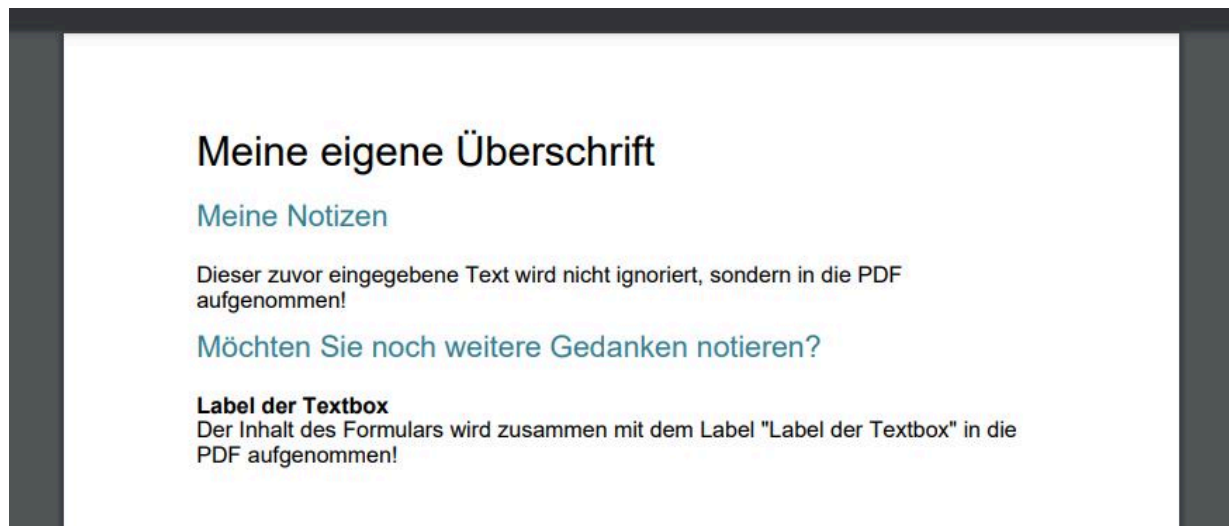 Meine eigene Überschrift
Meine Notizen
Dieser zuvor eingegebene Text wird nicht ignoriert, sondern in die PDF
aufgenommen!
Möchten Sie noch weitere Gedanken notieren?
Label der Textbox
Der Inhalt des Formulars wird zusammen mit dem Label "Label der Textbox" in die
PDF aufgenommen!